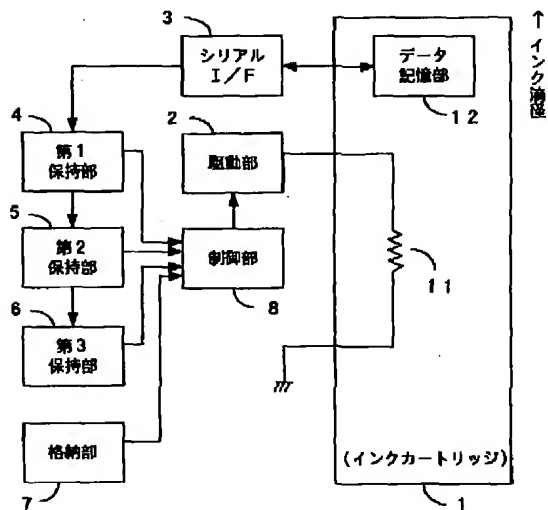 3
シリアル
I/F
データ
記憶部
12
↑インク濃度
4
第1
保持部
2
駆動部
5
第2
保持部
制御部
8
11
6
第3
保持部
格納部
7
(インクカートリッジ)
1